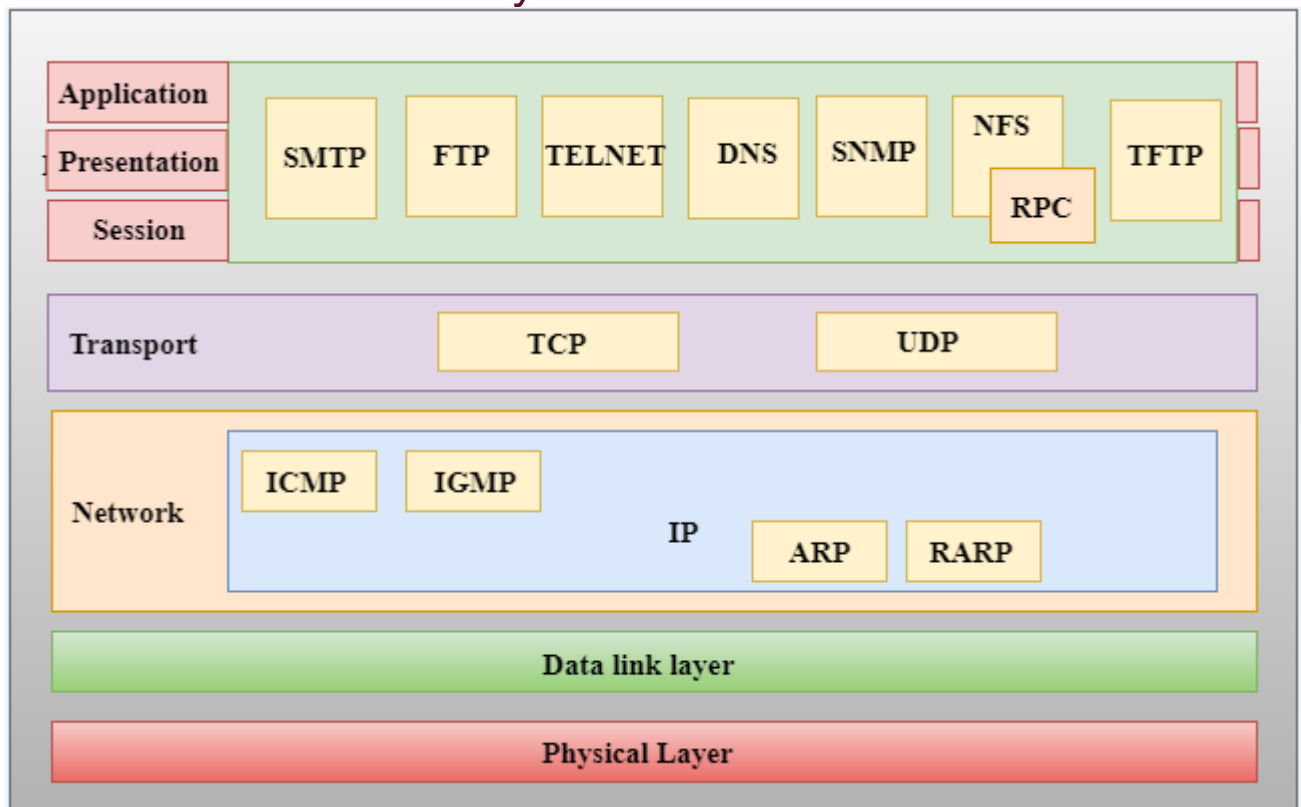 Application
Presentation
Session
SMTP
FTP
TELNET
DNS
SNMP
NFS
RPC
TFTP
Transport
TCP
UDP
Network
ICMP
IGMP
IP
ARP
RARP
Data link layer
Physical Layer